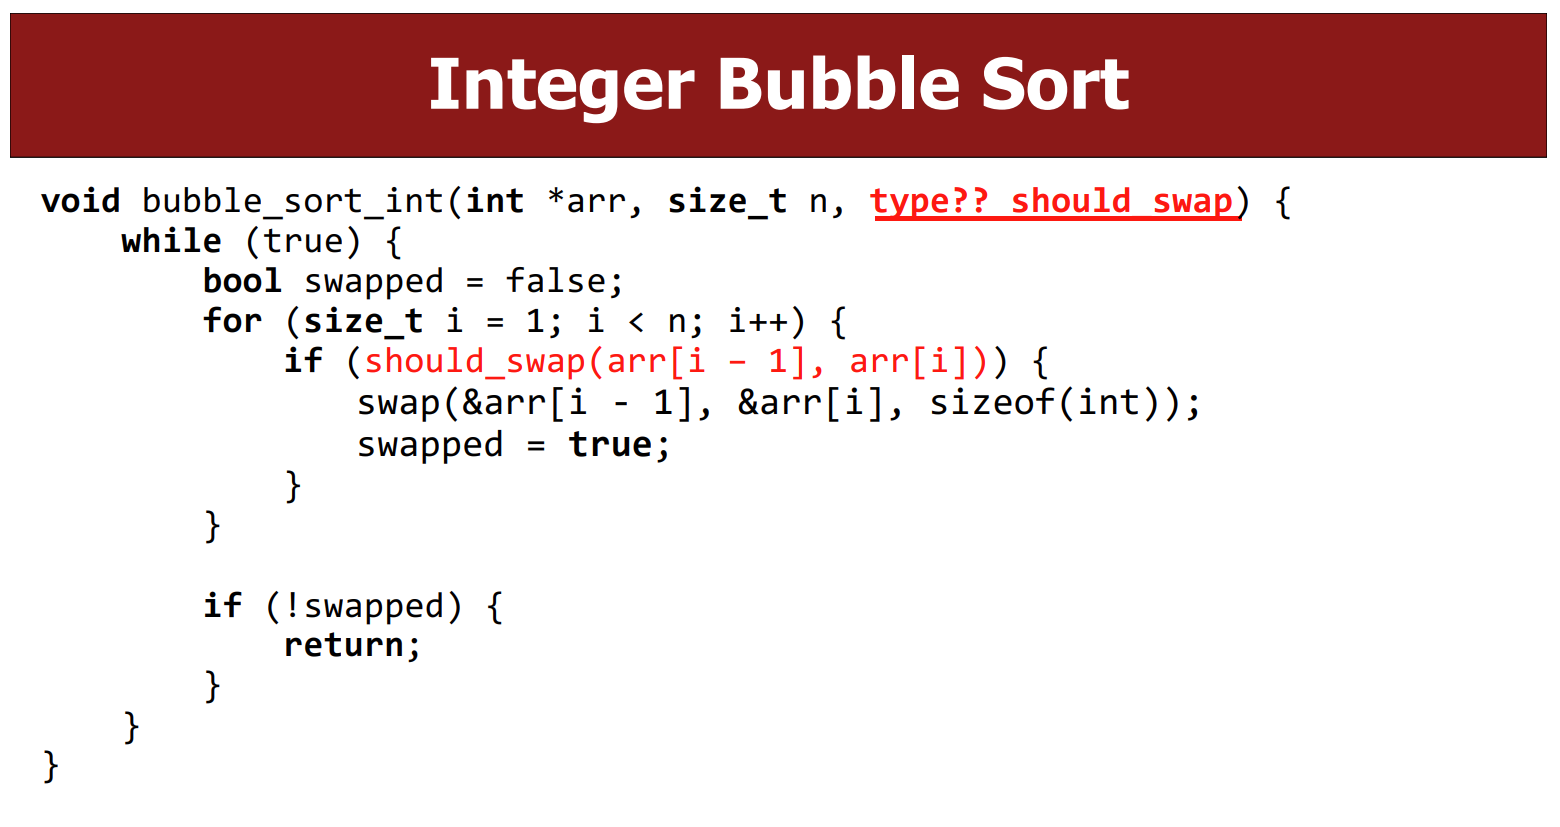 Integer Bubble Sort
void bubble_sort_int(int *arr, size_t n, type?? should_swap) {
    while (true) {
        bool swapped = false;
        for (size_t i = 1; i < n; i++) {
            if (should_swap(arr[i – 1], arr[i])) {
                swap(&arr[i - 1], &arr[i], sizeof(int));
                swapped = true;
            }
        }
        if (!swapped) {
            return;
        }
    }
}